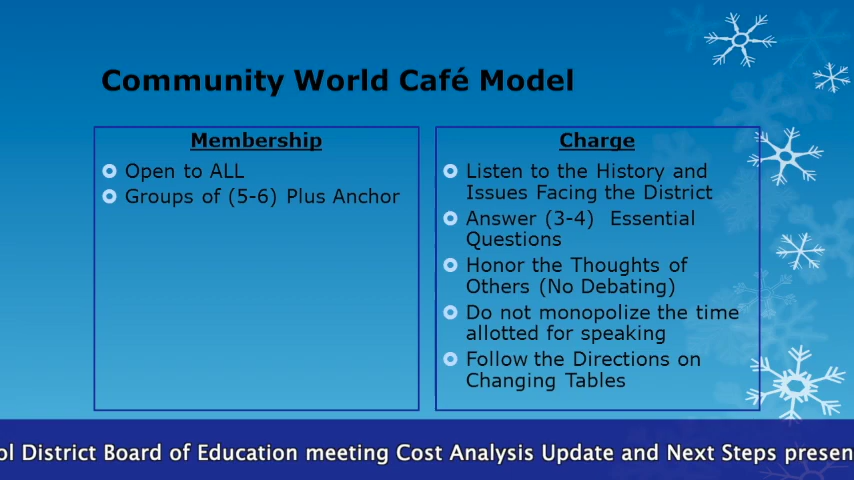 Community World Café Model
Membership
Open to ALL
Groups of (5-6) Plus Anchor
Charge
Listen to the History and
Issues Facing the District
Answer (3-4) Essential
Questions
Honor the Thoughts of
Others (No Debating)
Do not monopolize the time
allotted for speaking
Follow the Directions on
Changing Tables
District Board of Education meeting Cost Analysis Update and Next Steps